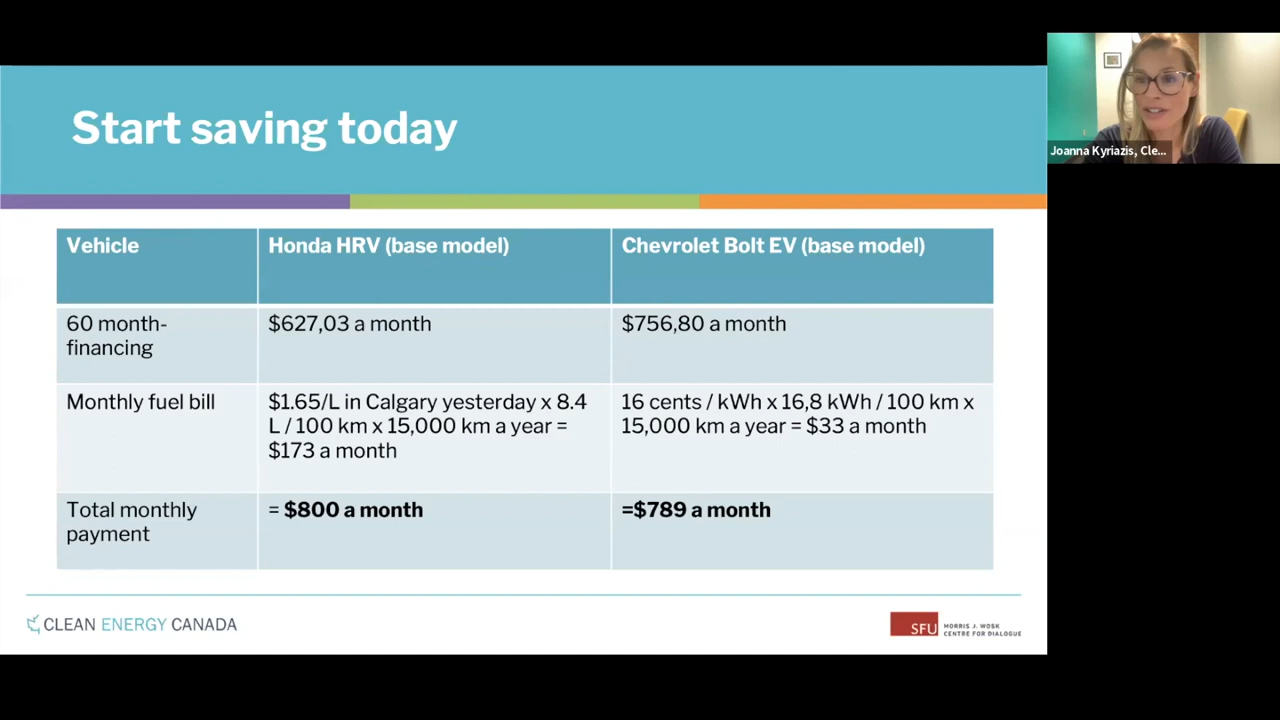 Start saving today
Joanna Kyriazis, Cle...
Vehicle
Honda HRV (base model)
Chevrolet Bolt EV (base model)
60 month-
financing
$627,03 a month
$756,80 a month
Monthly fuel bill
$1.65/L in Calgary yesterday x 8.4
L / 100 km x 15,000 km a year =
$173 a month
16 cents / kWh x 16,8 kWh / 100 km x
15,000 km a year = $33 a month
Total monthly
payment
= $800 a month
=$789 a month
CLEAN ENERGY CANADA
SFU
MORRIS J. WOSK
CENTRE FOR DIALOGUE